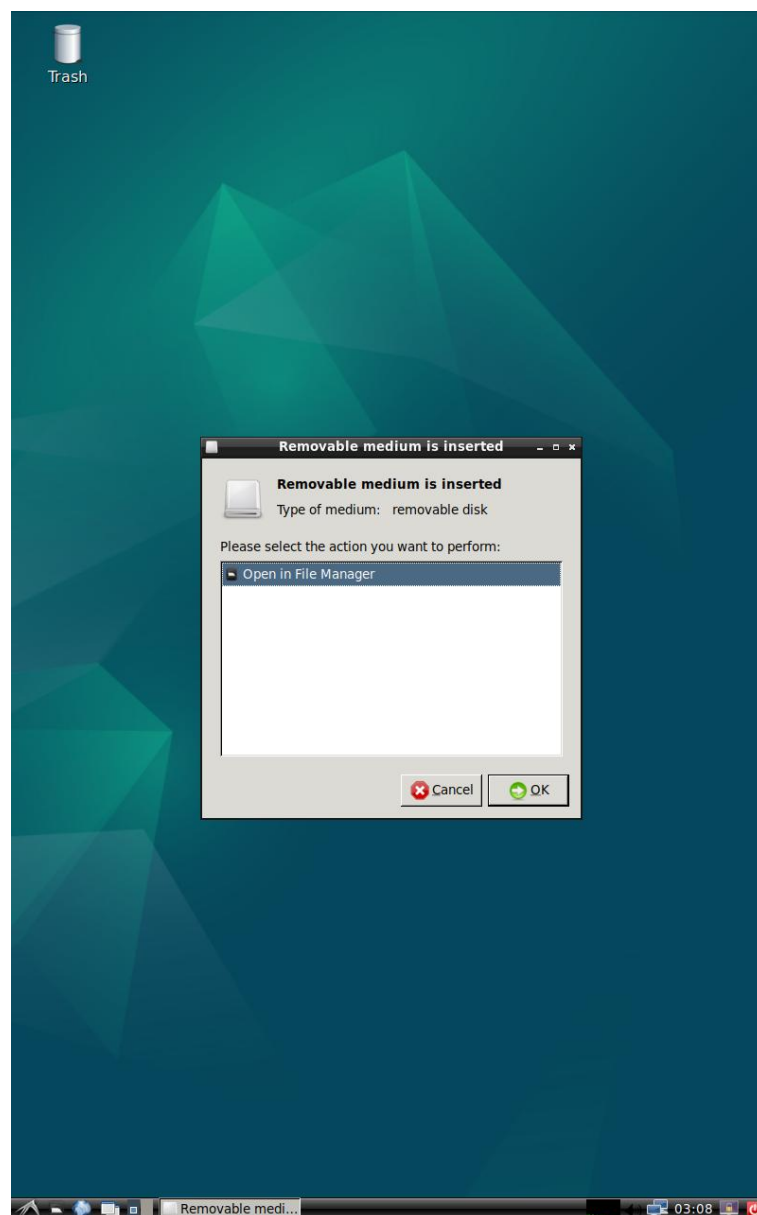 Trash
Removable medium is inserted
Removable medium is inserted
Type of medium: removable disk
Please select the action you want to perform:
Open in File Manager
Cancel
OK
Removable medi...
03:08